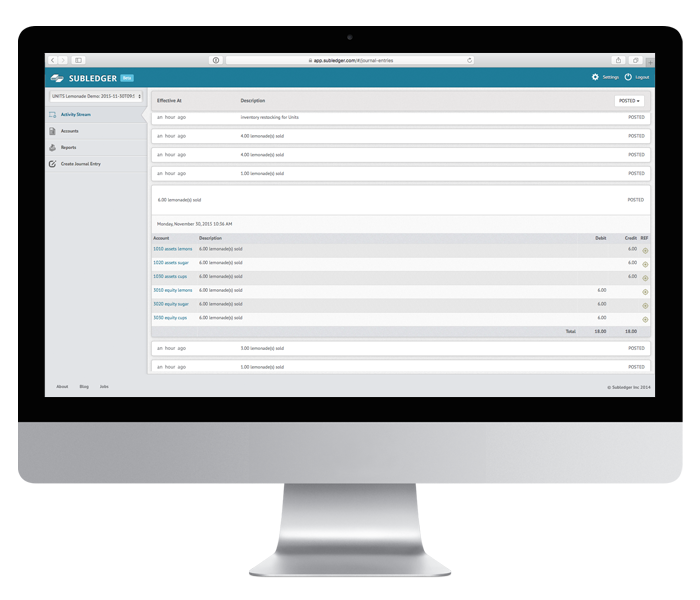 app.subledger.com/#/journal-entries
SUBLEDGER Beta
Settings Logout
UNITS Lemonade Demo: 2015-11-30T09:5
Activity Stream
Accounts
Reports
Create Journal Entry
Effective At Description POSTED
an hour ago inventory restocking for Units POSTED
an hour ago 4.00 lemonade(s) sold POSTED
an hour ago 4.00 lemonade(s) sold POSTED
an hour ago 1.00 lemonade(s) sold POSTED
6.00 lemonade(s) sold POSTED
Monday, November 30, 2015 10:36 AM
Account Description Debit Credit REF
1010 assets lemons 6.00 lemonade(s) sold 6.00
1020 assets sugar 6.00 lemonade(s) sold 6.00
1030 assets cups 6.00 lemonade(s) sold 6.00
3010 equity lemons 6.00 lemonade(s) sold 6.00
3020 equity sugar 6.00 lemonade(s) sold 6.00
3030 equity cups 6.00 lemonade(s) sold 6.00
Total 18.00 18.00
an hour ago 3.00 lemonade(s) sold POSTED
an hour ago 1.00 lemonade(s) sold POSTED
About Blog Jobs
© Subledger Inc 2014